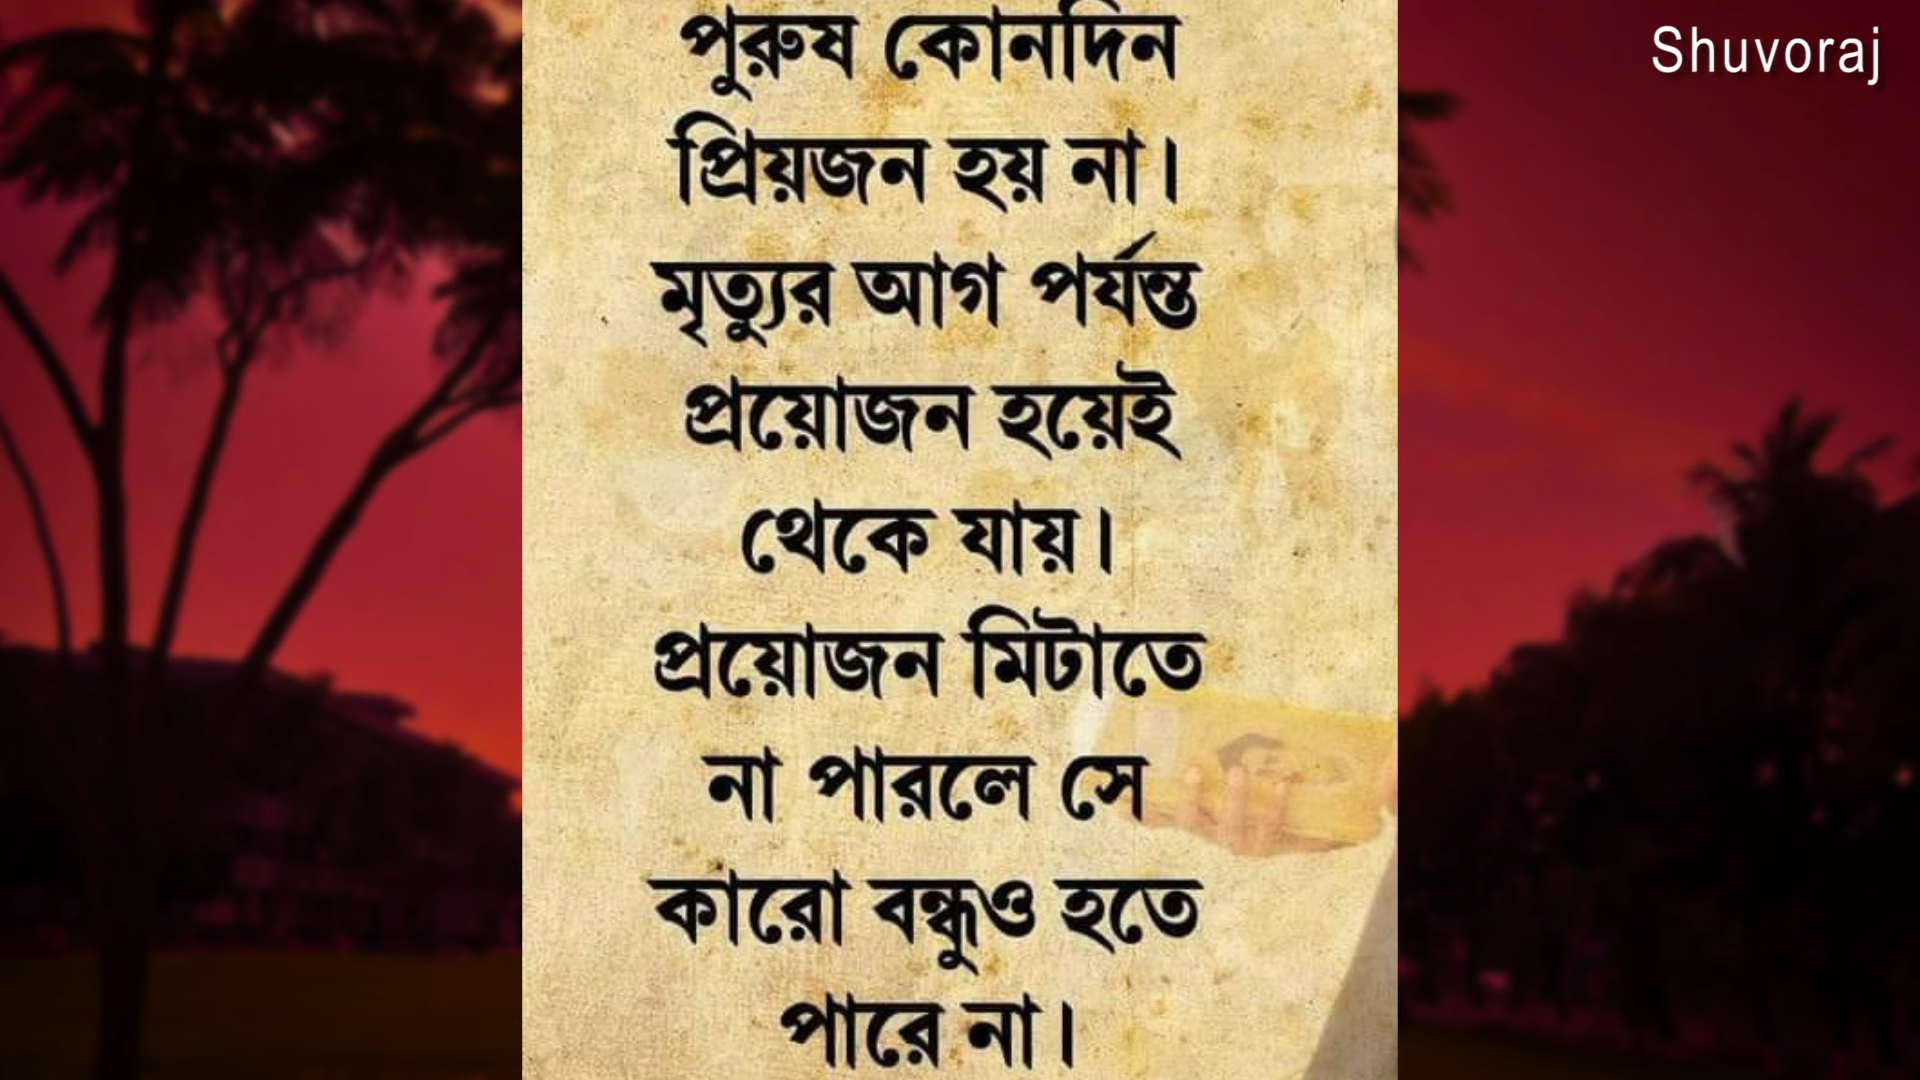 Shuvoraj
পুরুষ কোনদিন
প্রিয়জন হয় না।
মৃত্যুর আগ পর্যন্ত
প্রয়োজন হয়েই
থেকে যায়।
প্রয়োজন মিটাতে
না পারলে সে
কারো বন্ধুও হতে
পারে না।